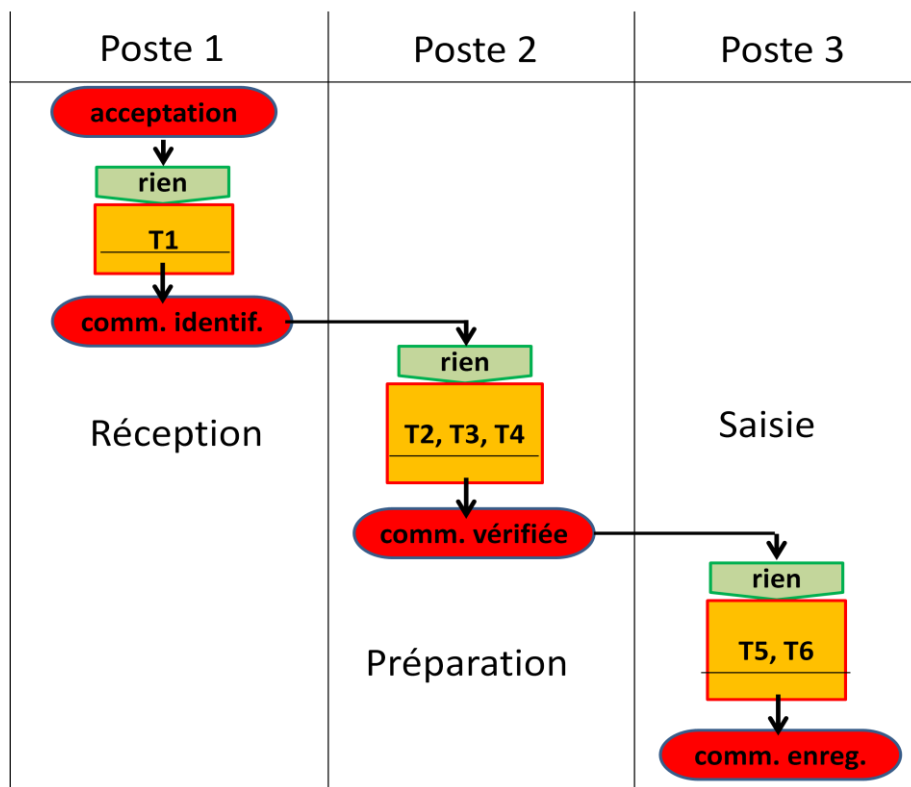 Poste 1
Poste 2
Poste 3
acceptation
rien
T1
comm. identif.
rien
Réception
T2, T3, T4
Saisie
comm. vérifiée
rien
Préparation
T5, T6
comm. enreg.